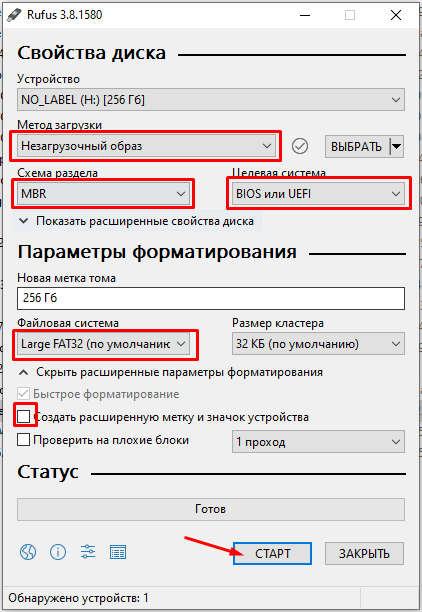 Rufus 3.8.1580
Свойства диска
Устройство
NO_LABEL (H:) [256 Гб]
Метод загрузки
Незагрузочный образ
ВЫБРАТЬ
Схема раздела
Целевая система
MBR
BIOS или UEFI
Показать расширенные свойства диска
Параметры форматирования
Новая метка тома
256 Гб
Файловая система
Размер кластера
Large FAT32 (по умолчанию
32 КБ (по умолчанию)
Скрыть расширенные параметры форматирования
Быстрое форматирование
Создать расширенную метку и значок устройства
Проверить на плохие блоки
1 проход
Статус
Готов
СТАРТ
ЗАКРЫТЬ
Обнаружено устройств: 1